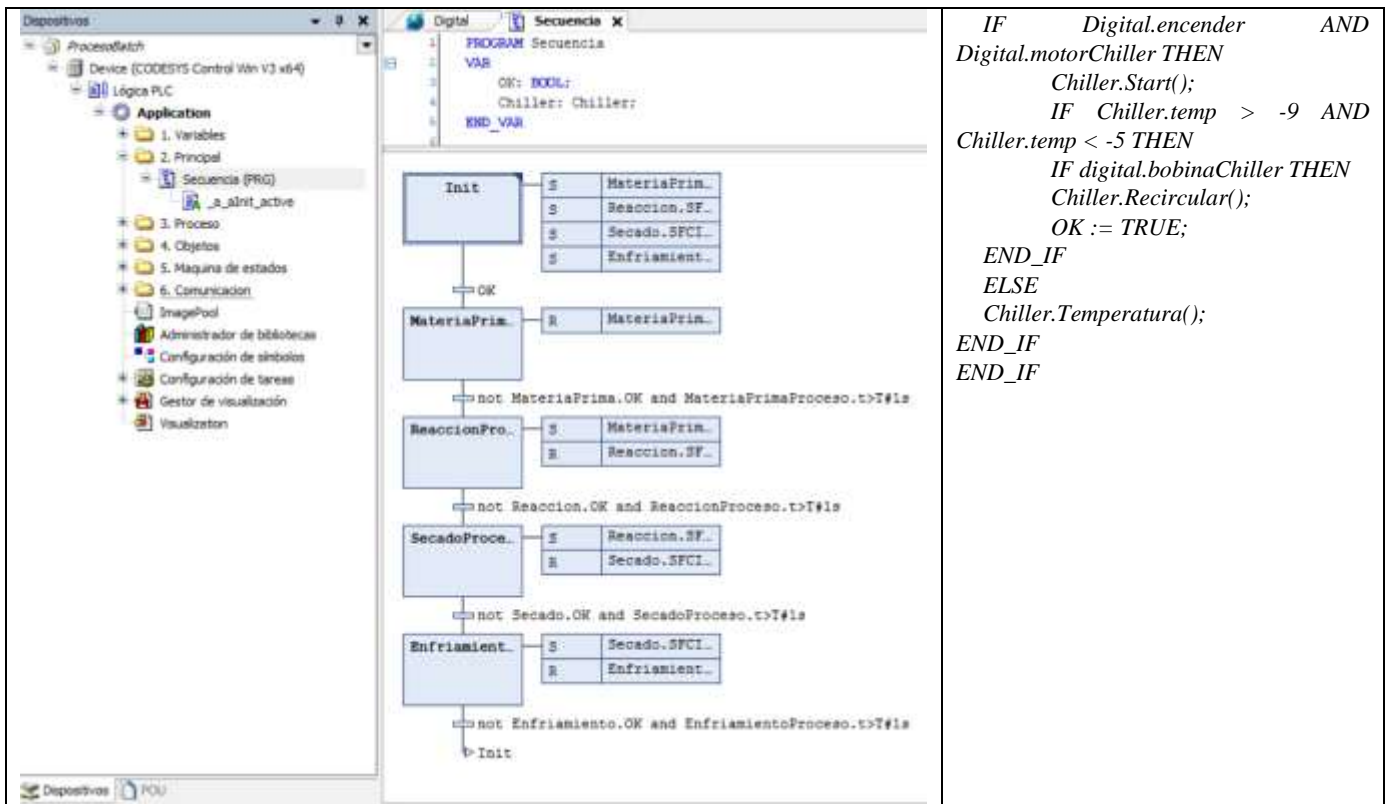 Dispositivos
ProcesoBatch
Device (CODESYS Control Win V3 x64)
Lógica PLC
Application
1. Variables
2. Principal
Secuencia (PRG)
_a_aInit_active
3. Proceso
4. Objetos
5. Maquina de estados
6. Comunicacion
ImagePool
Administrador de bibliotecas
Configuración de símbolos
Configuración de tareas
Gestor de visualización
Visualization
Dispositivos POU
Digital Secuencia
1 PROGRAM Secuencia
2 VAR
3 OK: BOOL;
4 Chiller: Chiller;
5 END_VAR
6
Init
S MateriaPrim...
S Reaccion.SF...
S Secado.SFCI...
S Enfriamient...
OK
MateriaPrim...
R MateriaPrim...
not MateriaPrima.OK and MateriaPrimaProceso.t>T#1s
ReaccionPro...
S MateriaPrim...
R Reaccion.SF...
not Reaccion.OK and ReaccionProceso.t>T#1s
SecadoProce...
S Reaccion.SF...
R Secado.SFCI...
not Secado.OK and SecadoProceso.t>T#1s
Enfriamient...
S Secado.SFCI...
R Enfriamient...
not Enfriamiento.OK and EnfriamientoProceso.t>T#1s
Init
IF Digital.encender AND
Digital.motorChiller THEN
Chiller.Start();
IF Chiller.temp > -9 AND
Chiller.temp < -5 THEN
IF digital.bobinaChiller THEN
Chiller.Recircular();
OK := TRUE;
END_IF
ELSE
Chiller.Temperatura();
END_IF
END_IF